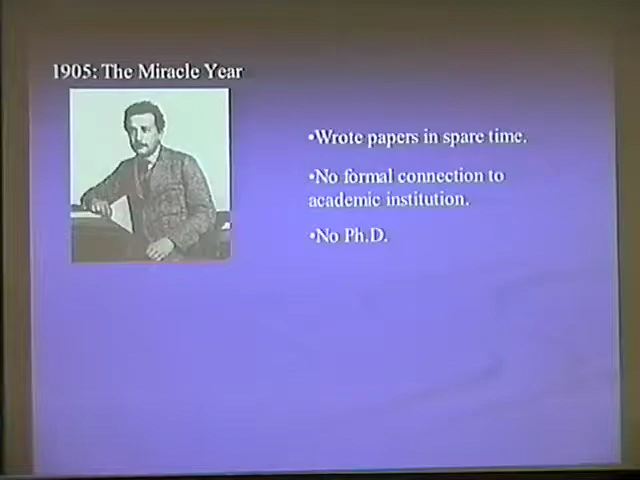 1905: The Miracle Year
•Wrote papers in spare time.
•No formal connection to
academic institution.
•No Ph.D.